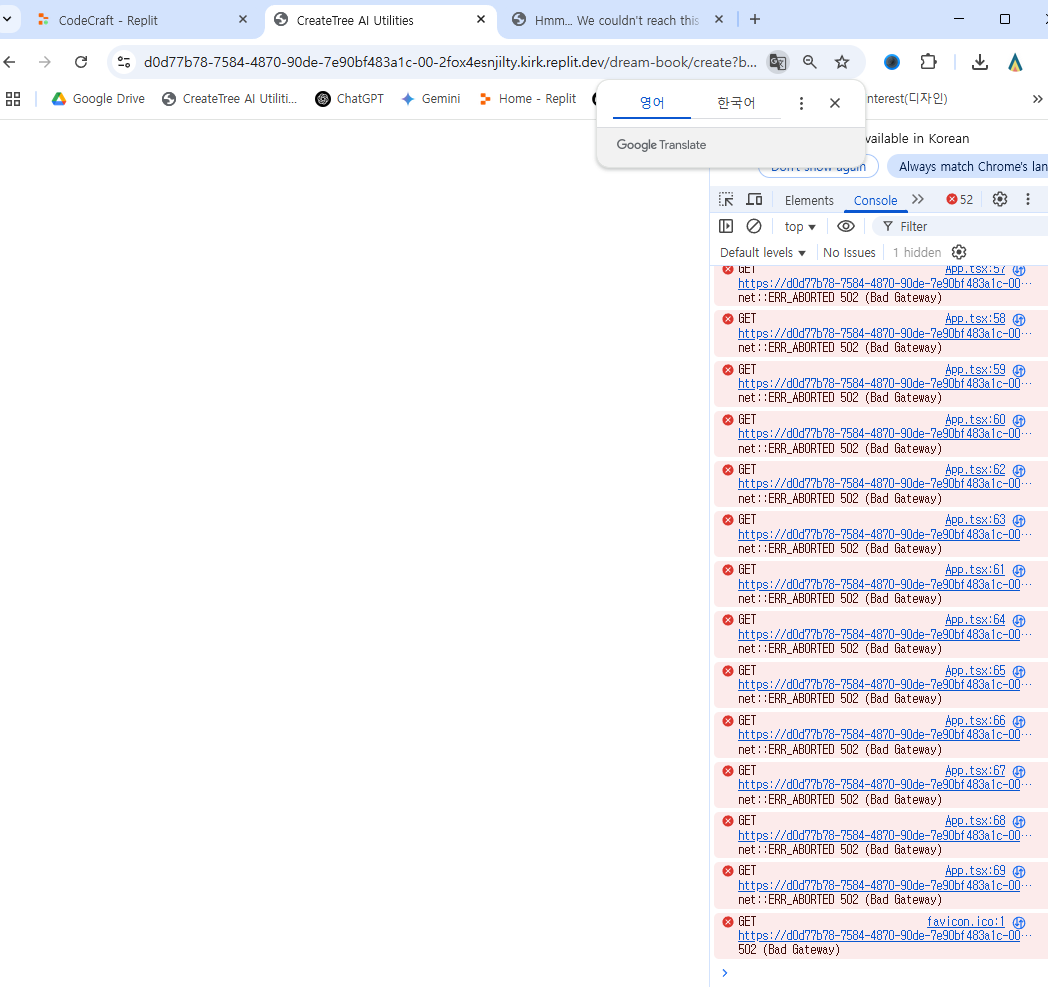 CodeCraft - Replit
CreateTree AI Utilities
Hmm... We couldn't reach this
d0d77b78-7584-4870-90de-7e90bf483a1c-00-2fox4esnjilty.kirk.replit.dev/dream-book/create?b...
Google Drive
CreateTree AI Utiliti...
ChatGPT
Gemini
Home - Replit
interest(디자인)
영어
한국어
Google Translate
vailable in Korean
Don't show again
Always match Chrome's lan
Elements
Console
52
top
Filter
Default levels
No Issues
1 hidden
GET
App.tsx:57
https://d0d77b78-7584-4870-90de-7e90bf483a1c-00…
net::ERR_ABORTED 502 (Bad Gateway)
GET
App.tsx:58
https://d0d77b78-7584-4870-90de-7e90bf483a1c-00…
net::ERR_ABORTED 502 (Bad Gateway)
GET
App.tsx:59
https://d0d77b78-7584-4870-90de-7e90bf483a1c-00…
net::ERR_ABORTED 502 (Bad Gateway)
GET
App.tsx:60
https://d0d77b78-7584-4870-90de-7e90bf483a1c-00…
net::ERR_ABORTED 502 (Bad Gateway)
GET
App.tsx:62
https://d0d77b78-7584-4870-90de-7e90bf483a1c-00…
net::ERR_ABORTED 502 (Bad Gateway)
GET
App.tsx:63
https://d0d77b78-7584-4870-90de-7e90bf483a1c-00…
net::ERR_ABORTED 502 (Bad Gateway)
GET
App.tsx:61
https://d0d77b78-7584-4870-90de-7e90bf483a1c-00…
net::ERR_ABORTED 502 (Bad Gateway)
GET
App.tsx:64
https://d0d77b78-7584-4870-90de-7e90bf483a1c-00…
net::ERR_ABORTED 502 (Bad Gateway)
GET
App.tsx:65
https://d0d77b78-7584-4870-90de-7e90bf483a1c-00…
net::ERR_ABORTED 502 (Bad Gateway)
GET
App.tsx:66
https://d0d77b78-7584-4870-90de-7e90bf483a1c-00…
net::ERR_ABORTED 502 (Bad Gateway)
GET
App.tsx:67
https://d0d77b78-7584-4870-90de-7e90bf483a1c-00…
net::ERR_ABORTED 502 (Bad Gateway)
GET
App.tsx:68
https://d0d77b78-7584-4870-90de-7e90bf483a1c-00…
net::ERR_ABORTED 502 (Bad Gateway)
GET
App.tsx:69
https://d0d77b78-7584-4870-90de-7e90bf483a1c-00…
net::ERR_ABORTED 502 (Bad Gateway)
GET
favicon.ico:1
https://d0d77b78-7584-4870-90de-7e90bf483a1c-00…
502 (Bad Gateway)